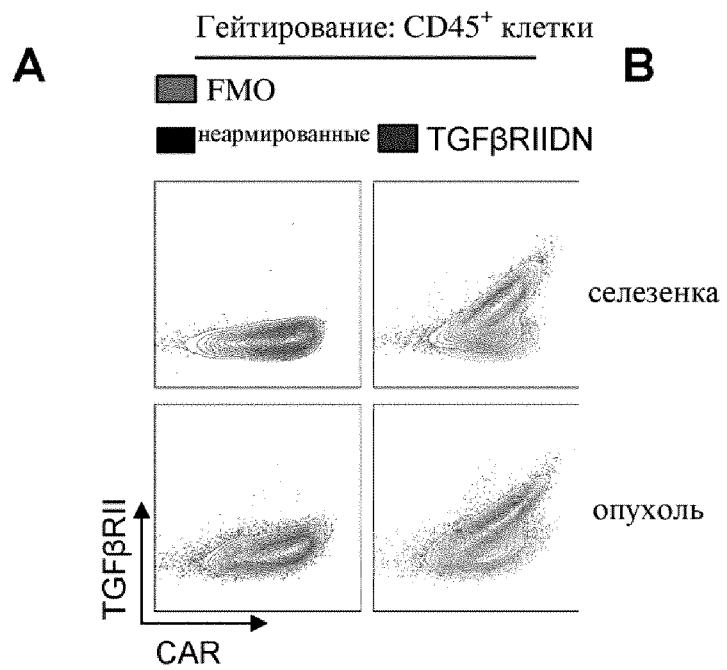 Гейтирование: CD45+ клетки
A
B
FMO
неармированные TGFβRIIDN
селезенка
опухоль
TGFβRII
CAR